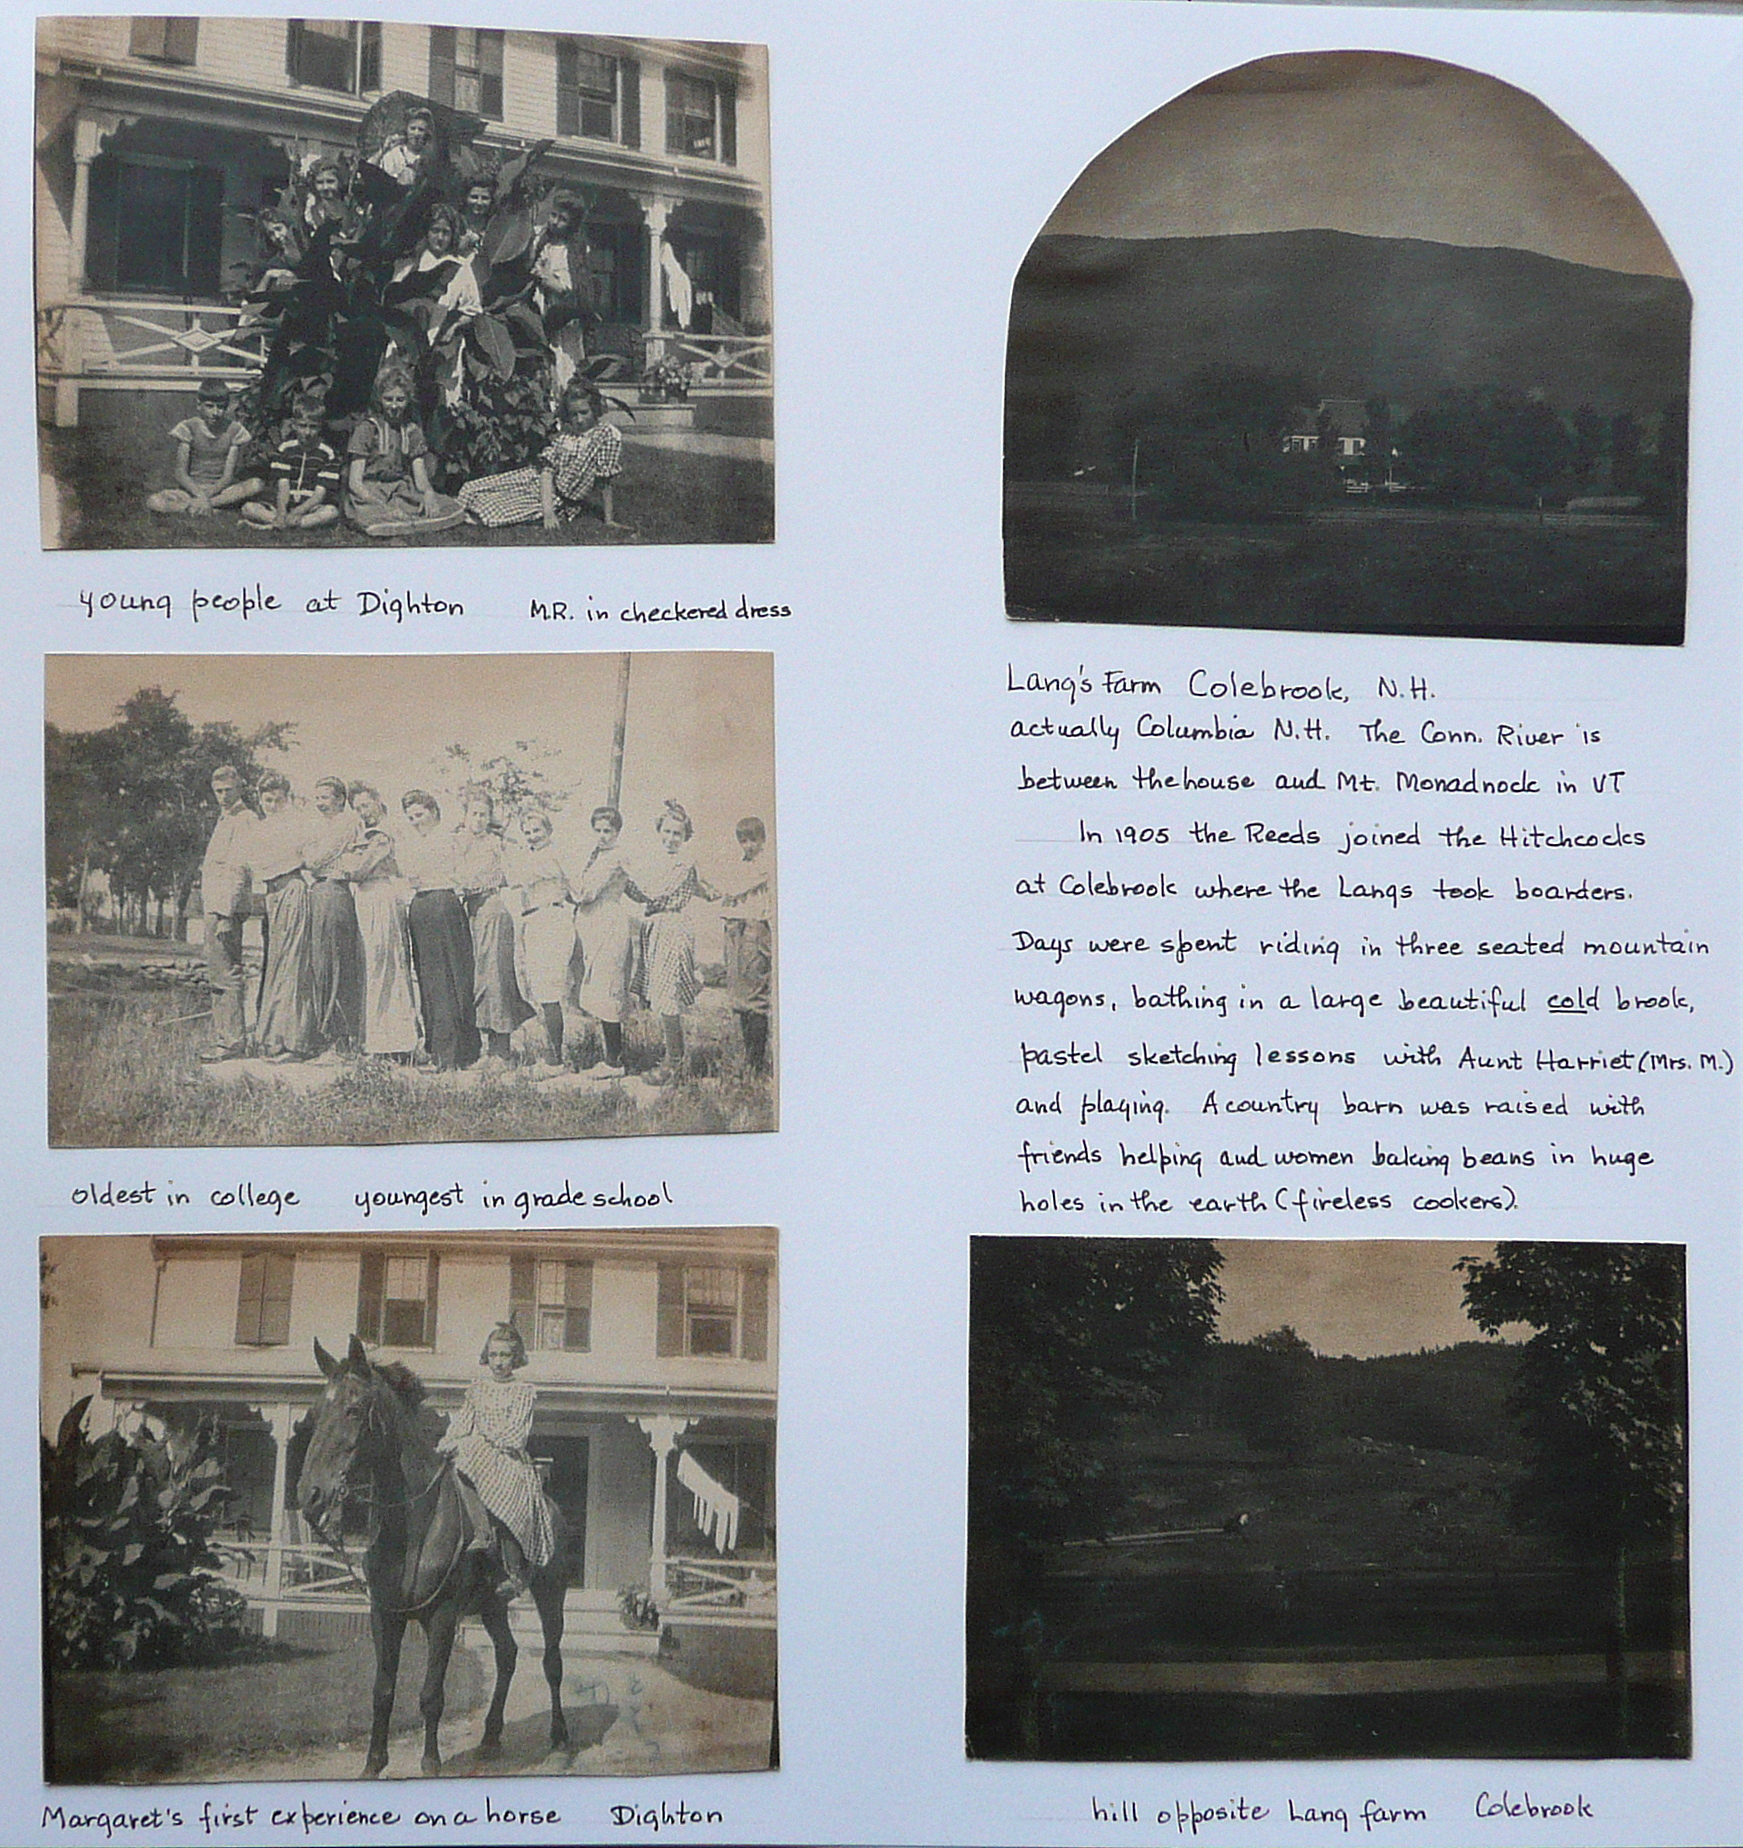 young people at Dighton M.R. in checkered dress
oldest in college youngest in grade school
Margaret's first experience on a horse Dighton
Lang's Farm Colebrook, N.H.
actually Columbia N.H. The Conn. River is
between the house and Mt. Monadnock in VT
In 1905 the Reeds joined the Hitchcocks
at Colebrook where the Langs took boarders.
Days were spent riding in three seated mountain
wagons, bathing in a large beautiful cold brook,
pastel sketching lessons with Aunt Harriet (Mrs. M.)
and playing. A country barn was raised with
friends helping and women baking beans in huge
holes in the earth (fireless cookers).
hill opposite Lang farm Colebrook